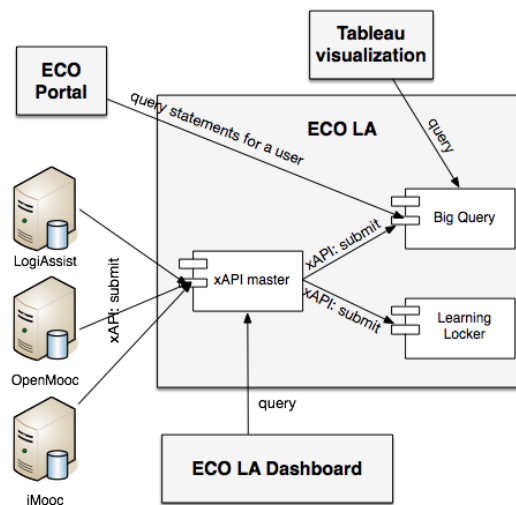 Tableau
visualization
ECO
Portal
query statements for a user
ECO LA
query
Big Query
LogiAssist
xAPI: submit
xAPI master
xAPI: submit
xAPI: submit
Learning
Locker
OpenMooc
query
ECO LA Dashboard
iMooc